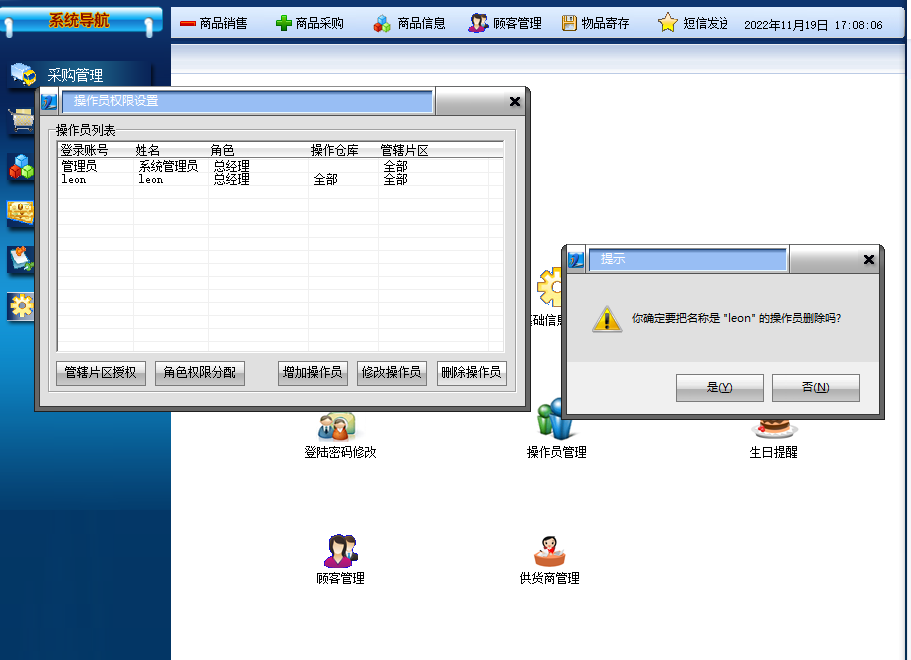 系统导航
商品销售 商品采购 商品信息 顾客管理 物品寄存 短信发 2022年11月19日 17:08:06
采购管理
操作员权限设置
操作员列表
登录账号 姓名 角色 操作仓库 管辖片区
管理员 系统管理员 总经理 全部
leon leon 总经理 全部 全部
管辖片区授权 角色权限分配 增加操作员 修改操作员 删除操作员
提示
你确定要把名称是 "leon" 的操作员删除吗?
是(Y) 否(N)
础信息
登陆密码修改 操作员管理 生日提醒
顾客管理 供货商管理